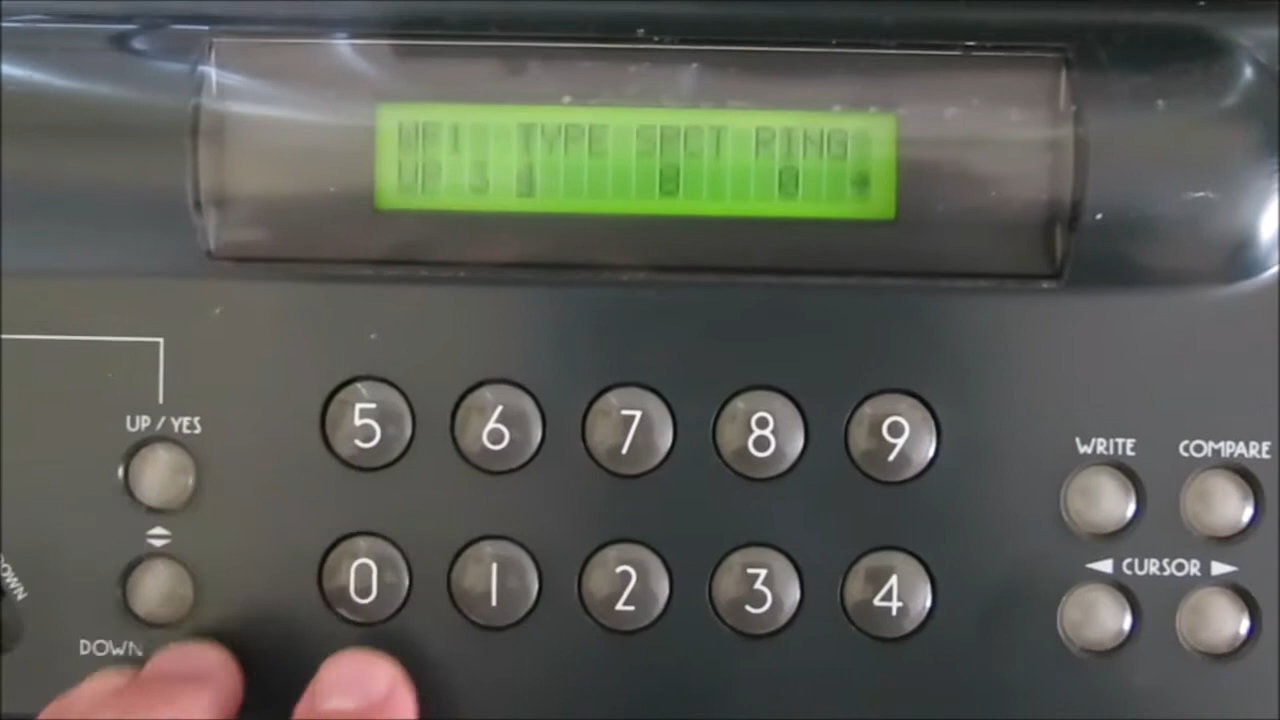 TYPE SPCT RING
UP / YES
5 6 7 8 9
WRITE COMPARE
CURSOR
DOWN
0 1 2 3 4
DOWN